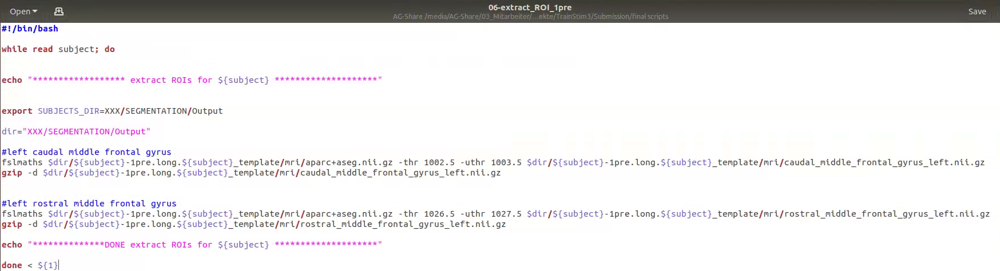 Open
06-extract_ROI_1pre
Save
AG-Share /media/AG-Share/03_Mitarbeiter/...ekte/TrainStim3/Submission/final scripts
#!/bin/bash
while read subject; do
echo "****************** extract ROIs for ${subject} ********************"
export SUBJECTS_DIR=XXX/SEGMENTATION/Output
dir="XXX/SEGMENTATION/Output"
#left caudal middle frontal gyrus
fslmaths $dir/${subject}-1pre.long.${subject}_template/mri/aparc+aseg.nii.gz -thr 1002.5 -uthr 1003.5 $dir/${subject}-1pre.long.${subject}_template/mri/caudal_middle_frontal_gyrus_left.nii.gz
gzip -d $dir/${subject}-1pre.long.${subject}_template/mri/caudal_middle_frontal_gyrus_left.nii.gz
#left rostral middle frontal gyrus
fslmaths $dir/${subject}-1pre.long.${subject}_template/mri/aparc+aseg.nii.gz -thr 1026.5 -uthr 1027.5 $dir/${subject}-1pre.long.${subject}_template/mri/rostral_middle_frontal_gyrus_left.nii.gz
gzip -d $dir/${subject}-1pre.long.${subject}_template/mri/rostral_middle_frontal_gyrus_left.nii.gz
echo "**************DONE extract ROIs for ${subject} ********************"
done < ${1}